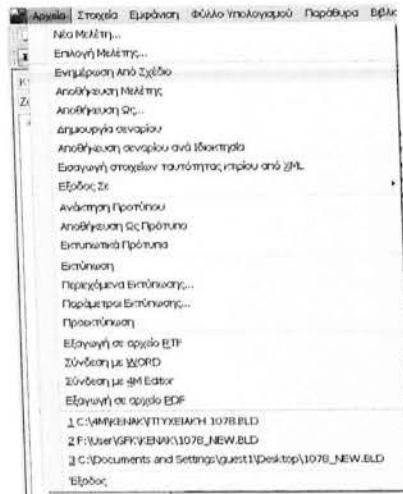 Αρχεία Στοιχεία Εμφάνιση Φύλλο Υπολογισμού Παράθυρα Βιβλι
Νέα Μελέτη...
Επιλογή Μελέτης...
Ενημέρωση Από Σχέδιο
Αποθήκευση Μελέτης
Αποθήκευση Ως...
Δημιουργία σεναρίου
Αποθήκευση σεναρίου ανά Ιδιοκτησία
Εισαγωγή στοιχείων ταυτότητας κτιρίου από XML
Εξοδος Σε
Ανάκτηση Προτύπου
Αποθήκευση Ως Πρότυπο
Εκτυπωτικά Πρότυπα
Εκτύπωση
Περιεχόμενα Εκτύπωσης...
Παράμετροι Εκτύπωσης...
Προεκτύπωση
Εξαγωγή σε αρχείο RTF
Σύνδεση με WORD
Σύνδεση με 4M Editor
Εξαγωγή σε αρχείο PDF
1 C:\4M\KENAK\ΠΤΥΧΕΙΑΚΗ 1078.BLD
2 F:\User\SFK\KENAK\1078_NEW.BLD
3 C:\Documents and Settings\guest1\Desktop\1078_NEW.BLD
Έξοδος